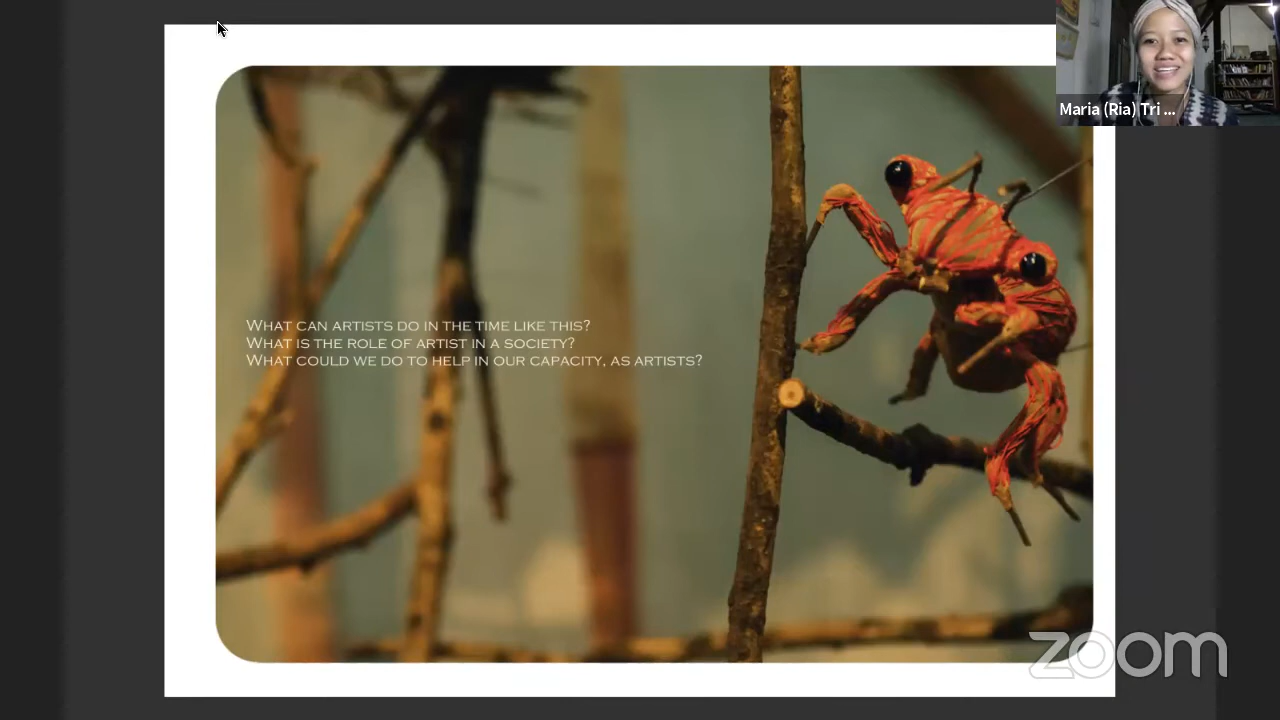 Maria (Ria) Tri ...
WHAT CAN ARTISTS DO IN THE TIME LIKE THIS?
WHAT IS THE ROLE OF ARTIST IN A SOCIETY?
WHAT COULD WE DO TO HELP IN OUR CAPACITY, AS ARTISTS?
zoom